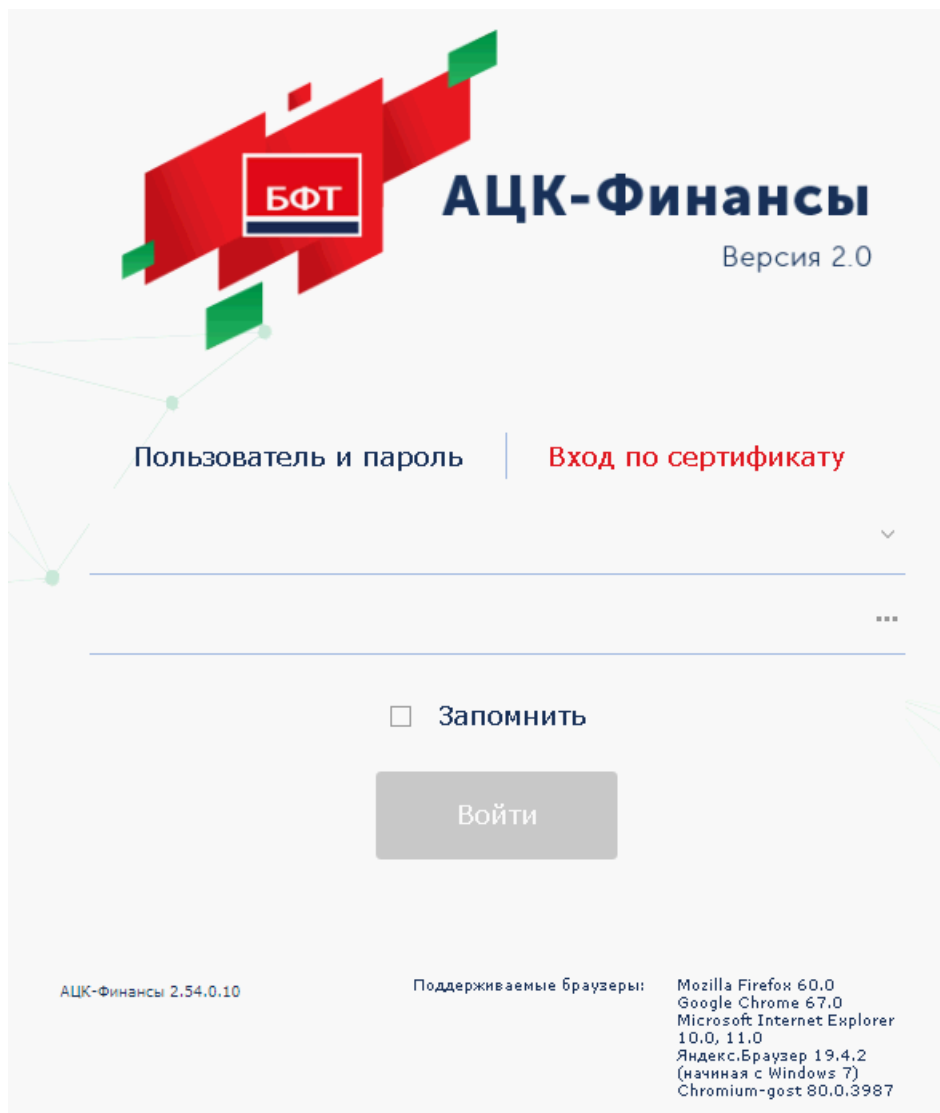 БФТ
АЦК-Финансы
Версия 2.0
Пользователь и пароль
Вход по сертификату
Запомнить
Войти
АЦК-Финансы 2.54.0.10
Поддерживаемые браузеры:
Mozilla Firefox 60.0
Google Chrome 67.0
Microsoft Internet Explorer
10.0, 11.0
Яндекс.Браузер 19.4.2
(начиная с Windows 7)
Chromium-gost 80.0.3987